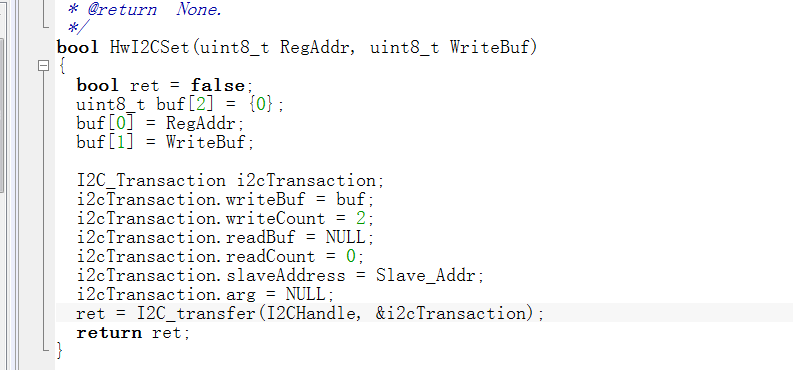 * @return  None.
*/
bool HwI2CSet(uint8_t RegAddr, uint8_t WriteBuf)
{
bool ret = false;
uint8_t buf[2] = {0};
buf[0] = RegAddr;
buf[1] = WriteBuf;
I2C_Transaction i2cTransaction;
i2cTransaction.writeBuf = buf;
i2cTransaction.writeCount = 2;
i2cTransaction.readBuf = NULL;
i2cTransaction.readCount = 0;
i2cTransaction.slaveAddress = Slave_Addr;
i2cTransaction.arg = NULL;
ret = I2C_transfer(I2CHandle, &i2cTransaction);
return ret;
}